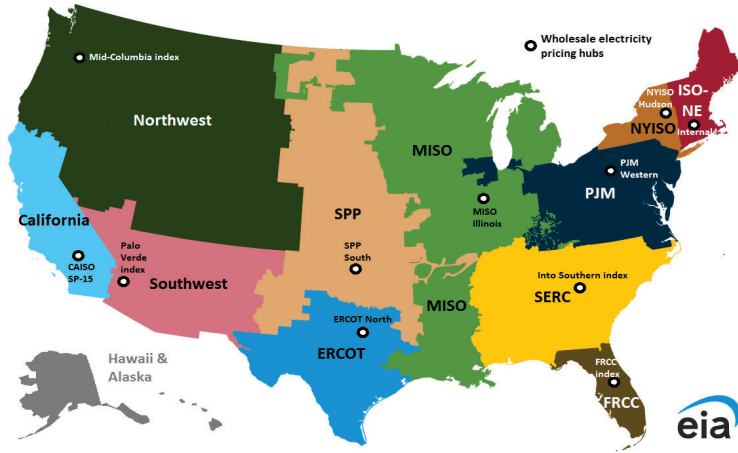 Wholesale electricity
pricing hubs
Mid-Columbia index
Northwest
MISO
NYISO
Hudson
ISO-
NE
NYISO
Internal
PJM
Western
PJM
MISO
Illinois
California
SPP
CAISO
SP-15
Palo
Verde
index
Southwest
SPP
South
Into Southern index
SERC
MISO
ERCOT North
ERCOT
Hawaii &
Alaska
FRCC
index
FRCC
eia